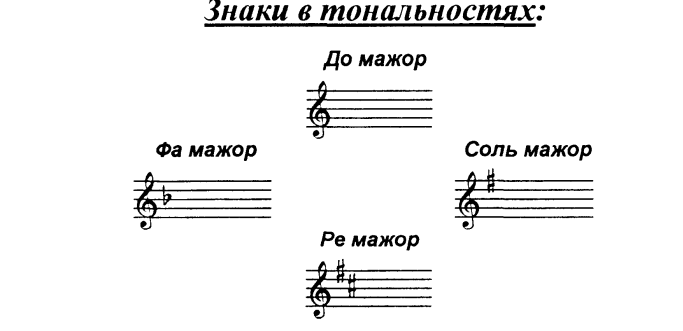 Знаки в тональностях:
До мажор
Фа мажор
Соль мажор
Ре мажор